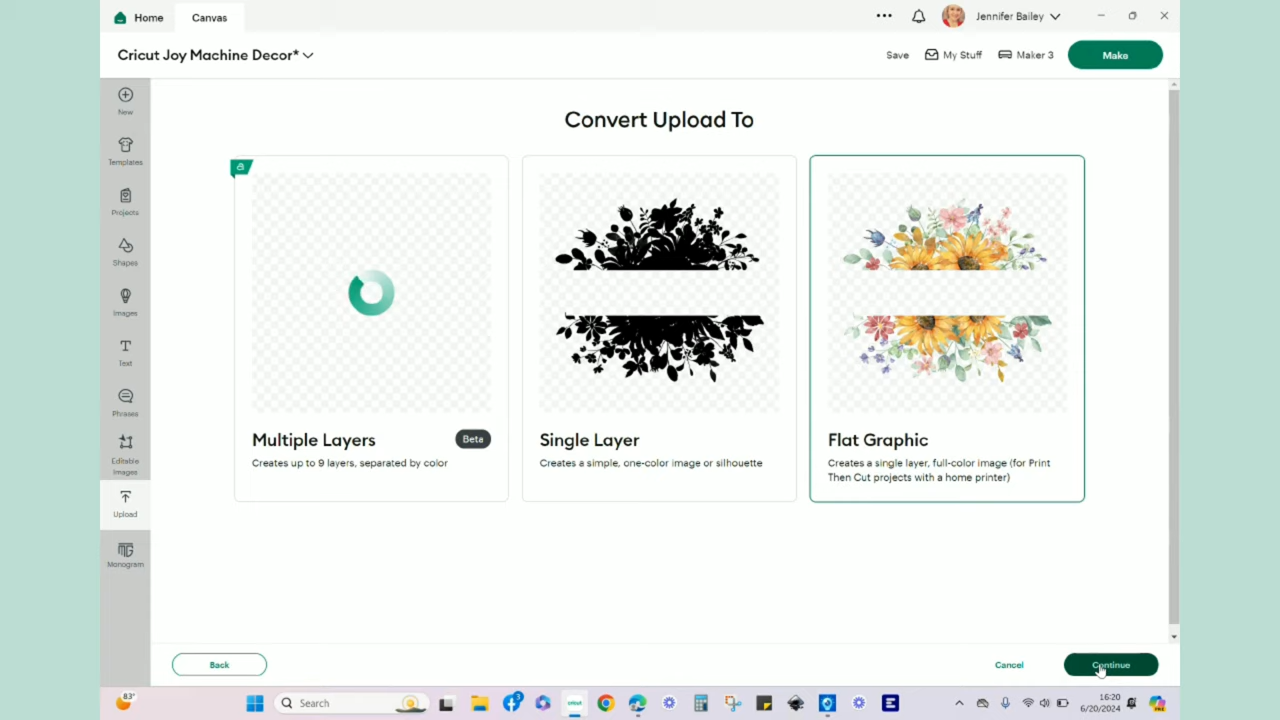 Home
Canvas
Jennifer Bailey
Cricut Joy Machine Decor*
Save
My Stuff
Maker 3
Make
New
Templates
Projects
Shapes
Images
Text
Phrases
Editable
Images
Upload
Monogram
Convert Upload To
Multiple Layers
Beta
Creates up to 9 layers, separated by color
Single Layer
Creates a simple, one-color image or silhouette
Flat Graphic
Creates a single layer, full-color image (for Print
Then Cut projects with a home printer)
Back
Cancel
Continue
83°
Search
3
cricut
16:20
6/20/2024